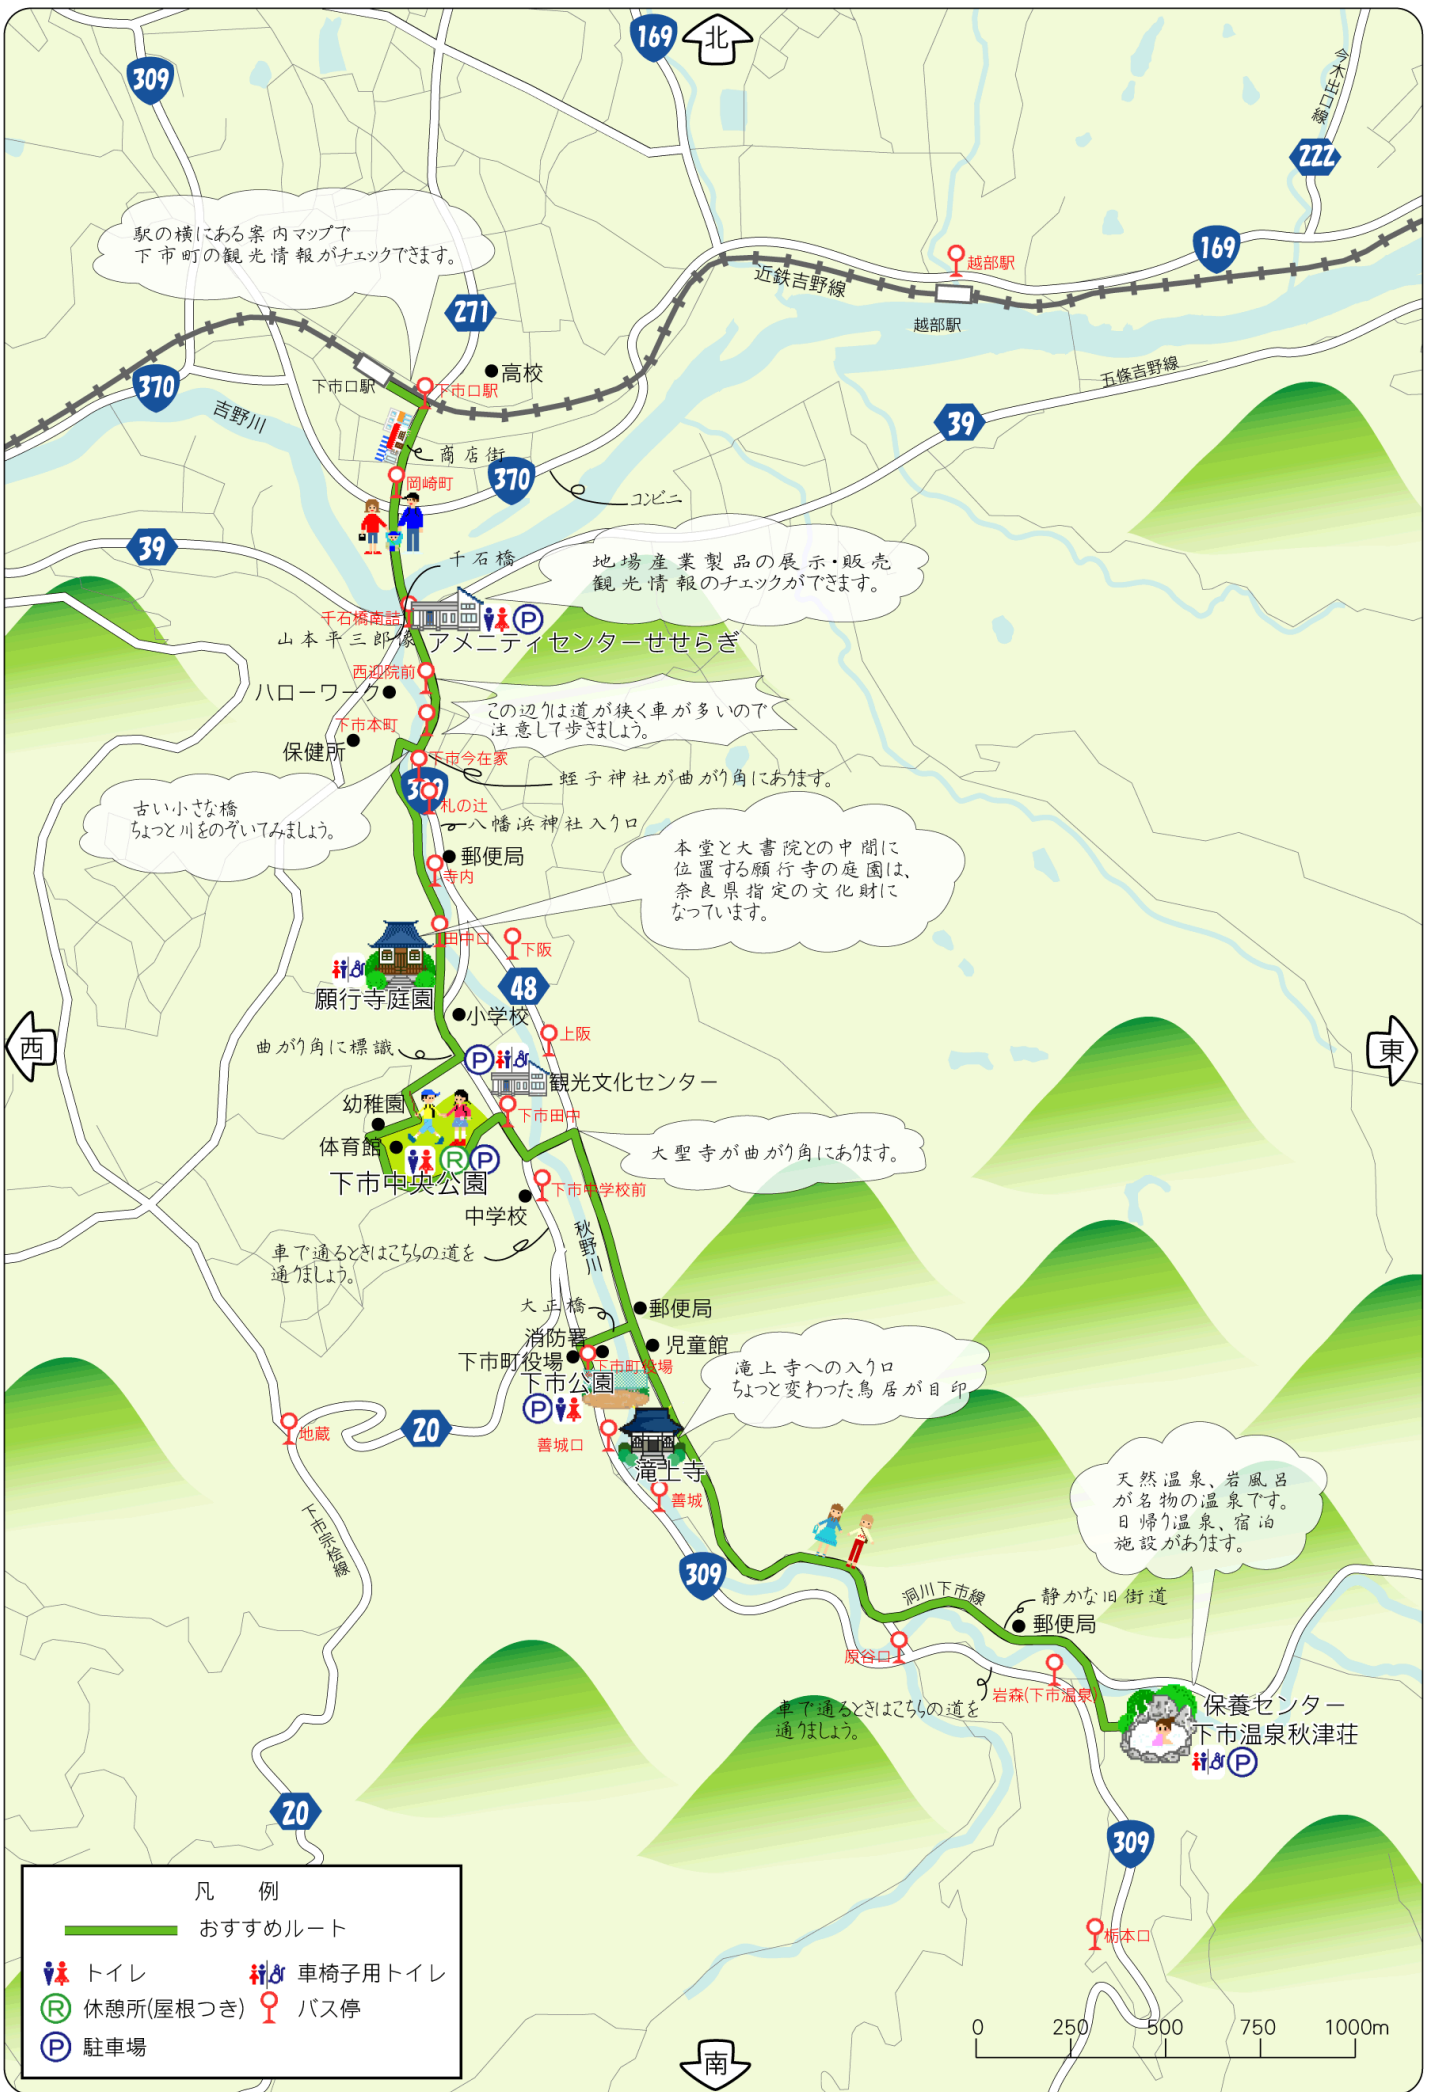 北
169
309
今木出口線
222
駅の横にある案内マップで
下市町の観光情報がチェックできます。
169
越部駅
近鉄吉野線
越部駅
271
高校
下市口駅
下市口駅
370
五條吉野線
吉野川
39
商店街
岡崎町
370
コンビニ
39
千石橋
地場産業製品の展示・販売
観光情報のチェックができます。
千石橋南詰
P
山本平三郎像
アメニティセンターせせらぎ
西迎院前
ハローワーク
下市本町
この辺りは道が狭く車が多いので
注意して歩きましょう。
保健所
下市今在家
蛭子神社が曲がり角にあります。
309
札の辻
古い小さな橋
ちょっと川をのぞいてみましょう。
八幡浜神社入り口
郵便局
寺内
本堂と大書院との中間に
位置する願行寺の庭園は、
奈良県指定の文化財に
なっています。
田中口
下阪
48
願行寺庭園
小学校
上阪
西
東
曲がり角に標識
P
観光文化センター
幼稚園
下市田中
体育館
R
P
下市中央公園
大聖寺が曲がり角にあります。
下市中学校前
中学校
秋野川
車で通るときはこちらの道を
通りましょう。
大正橋
郵便局
消防署
児童館
下市町役場
下市町役場
下市公園
P
滝上寺への入り口
ちょっと変わった鳥居が目印
地蔵
20
善城口
滝上寺
善城
下市宗桧線
天然温泉、岩風呂
が名物の温泉です。
日帰り温泉、宿泊
施設があります。
309
洞川下市線
静かな旧街道
郵便局
原谷口
岩森(下市温泉)
車で通るときはこちらの道を
通りましょう。
保養センター
下市温泉秋津荘
P
20
309
栃本口
凡 例
おすすめルート
トイレ
車椅子用トイレ
R 休憩所(屋根つき)
バス停
P 駐車場
0 250 500 750 1000m
南